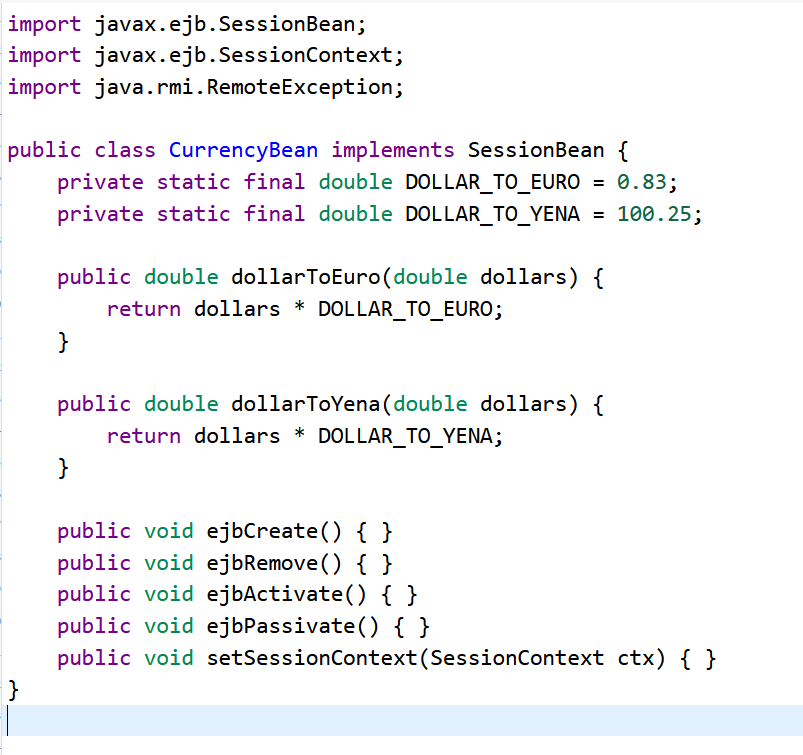 import javax.ejb.SessionBean;
import javax.ejb.SessionContext;
import java.rmi.RemoteException;

public class CurrencyBean implements SessionBean {
    private static final double DOLLAR_TO_EURO = 0.83;
    private static final double DOLLAR_TO_YENA = 100.25;

    public double dollarToEuro(double dollars) {
        return dollars * DOLLAR_TO_EURO;
    }

    public double dollarToYena(double dollars) {
        return dollars * DOLLAR_TO_YENA;
    }

    public void ejbCreate() { }
    public void ejbRemove() { }
    public void ejbActivate() { }
    public void ejbPassivate() { }
    public void setSessionContext(SessionContext ctx) { }
}